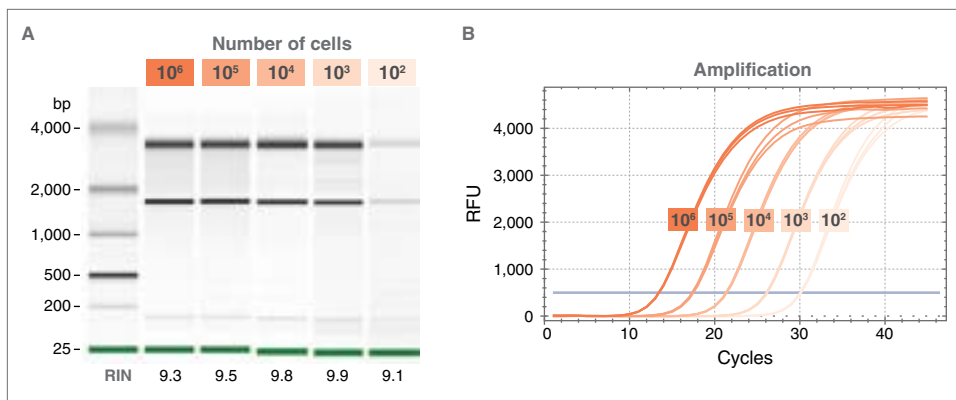 A
Number of cells
10⁶ 10⁵ 10⁴ 10³ 10²
bp
4,000
2,000
1,000
500
200
25
RIN 9.3 9.5 9.8 9.9 9.1
B
Amplification
4,000
3,000
2,000
1,000
0
RFU
10⁶ 10⁵ 10⁴ 10³ 10²
0 10 20 30 40
Cycles